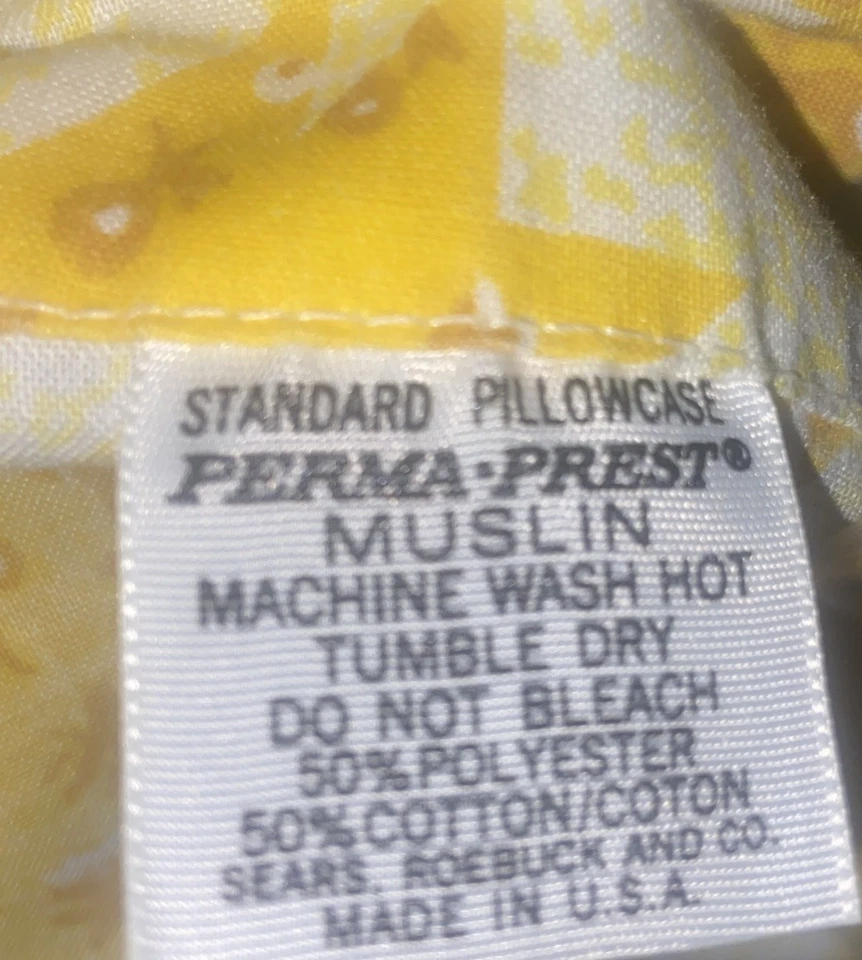 STANDARD PILLOWCASE
PERMA·PREST®
MUSLIN
MACHINE WASH HOT
TUMBLE DRY
DO NOT BLEACH
50% POLYESTER
50% COTTON/COTON
SEARS, ROEBUCK AND CO.
MADE IN U.S.A.